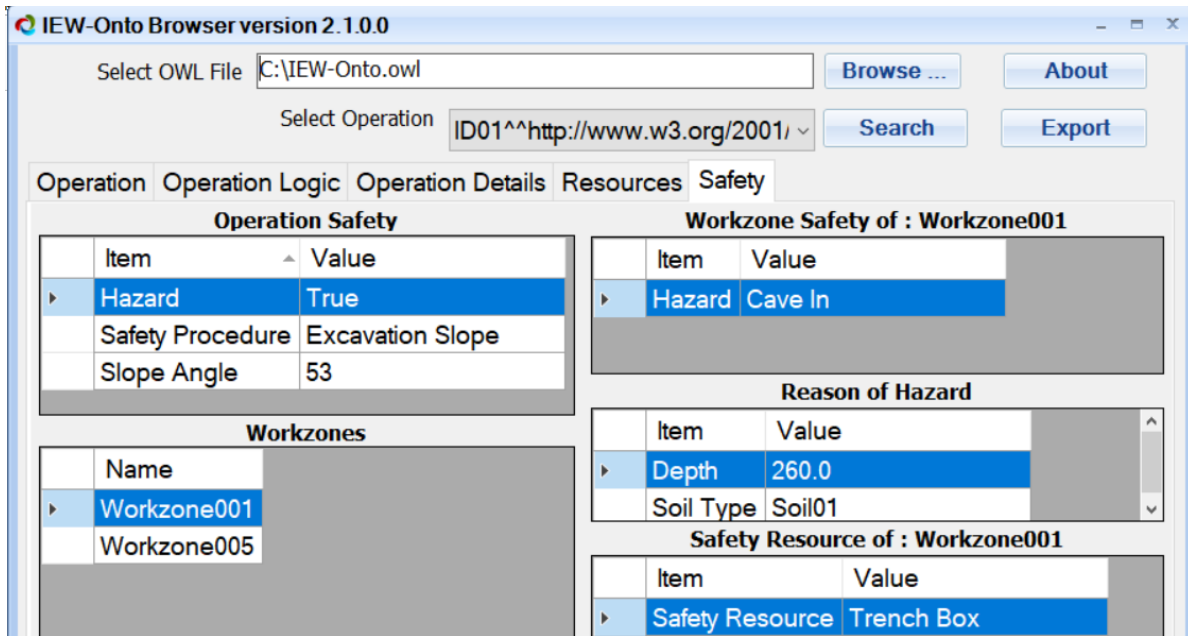 IEW-Onto Browser version 2.1.0.0
Select OWL File C:\IEW-Onto.owl Browse ... About
Select Operation ID01^^http://www.w3.org/2001/ Search Export
Operation Operation Logic Operation Details Resources Safety
Operation Safety
Item Value
Hazard True
Safety Procedure Excavation Slope
Slope Angle 53
Workzones
Name
Workzone001
Workzone005
Workzone Safety of : Workzone001
Item Value
Hazard Cave In
Reason of Hazard
Item Value
Depth 260.0
Soil Type Soil01
Safety Resource of : Workzone001
Item Value
Safety Resource Trench Box